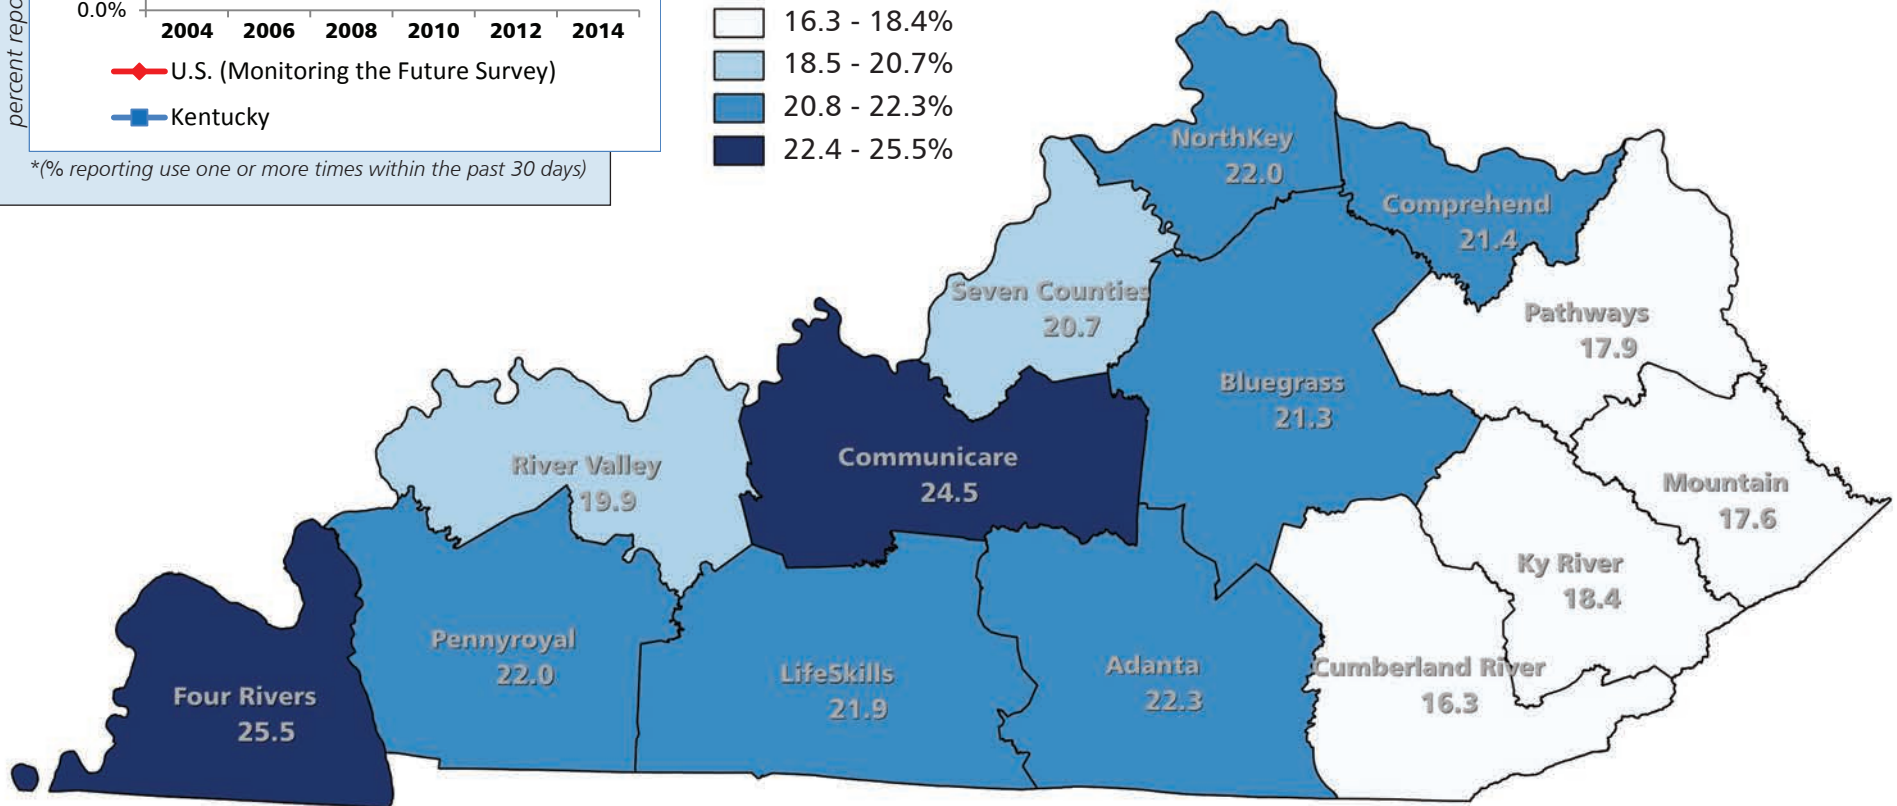 percent repo
0.0%
2004 2006 2008 2010 2012 2014
U.S. (Monitoring the Future Survey)
Kentucky
*(% reporting use one or more times within the past 30 days)
16.3 - 18.4%
18.5 - 20.7%
20.8 - 22.3%
22.4 - 25.5%
NorthKey
22.0
Comprehend
21.4
Seven Counties
20.7
Pathways
17.9
Bluegrass
21.3
River Valley
19.9
Communicare
24.5
Mountain
17.6
Ky River
18.4
Pennyroyal
22.0
LifeSkills
21.9
Adanta
22.3
Cumberland River
16.3
Four Rivers
25.5